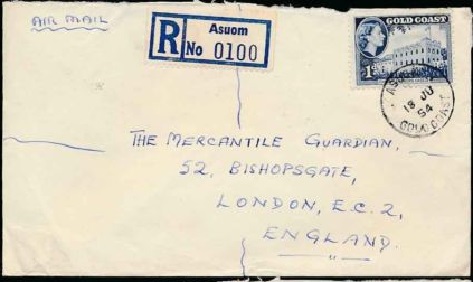 AIR MAIL
Asuom
R No 0100
GOLD COAST
13 JU
54
GOLD COAST
THE MERCANTILE GUARDIAN,
52, BISHOPSGATE,
LONDON, E.C. 2,
ENGLAND.